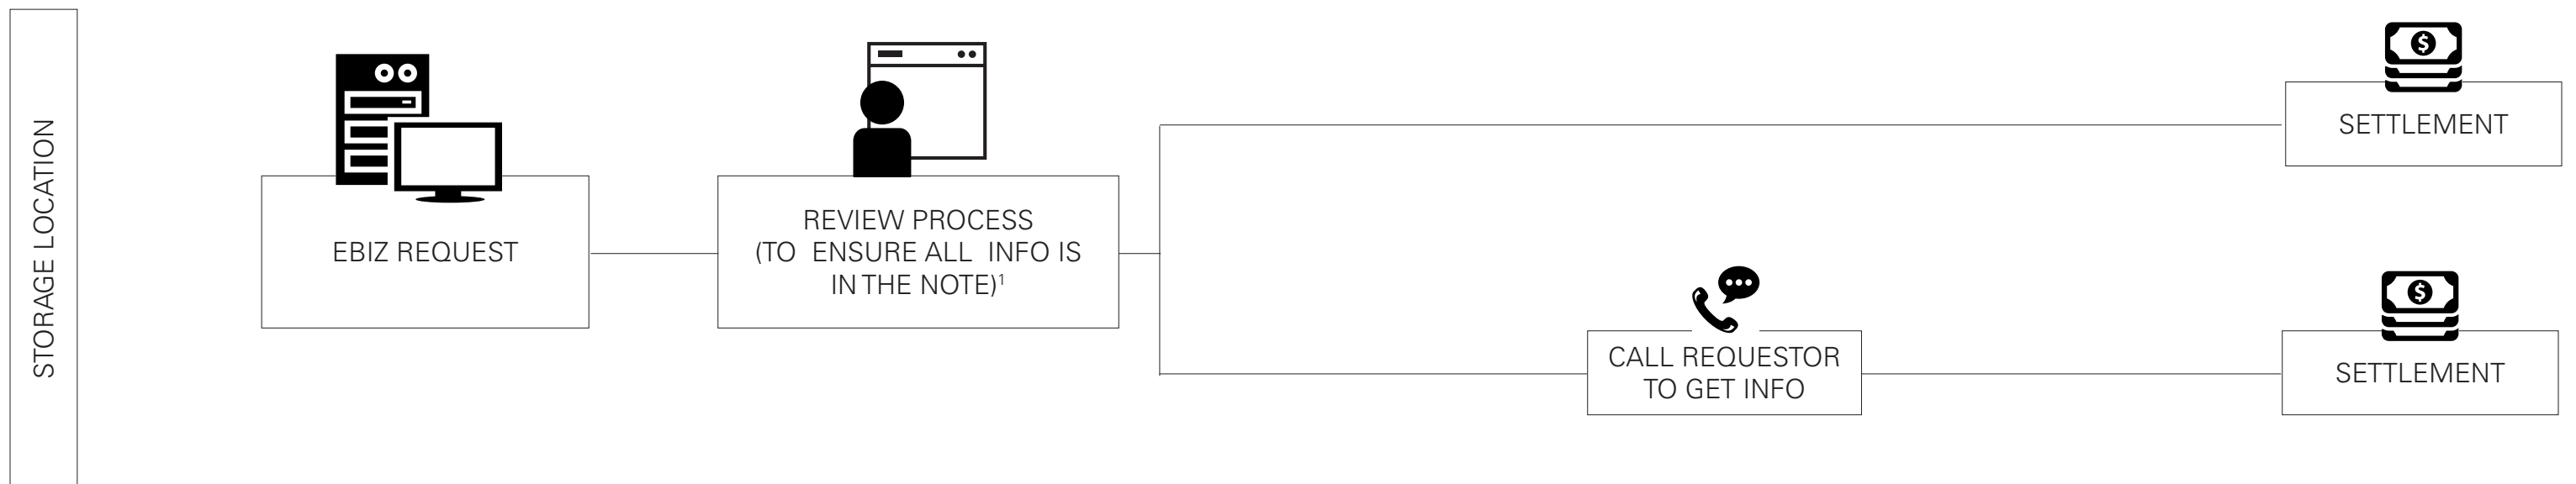 STORAGE LOCATION
EBIZ REQUEST
REVIEW PROCESS
(TO ENSURE ALL INFO IS
IN THE NOTE)¹
SETTLEMENT
CALL REQUESTOR
TO GET INFO
SETTLEMENT